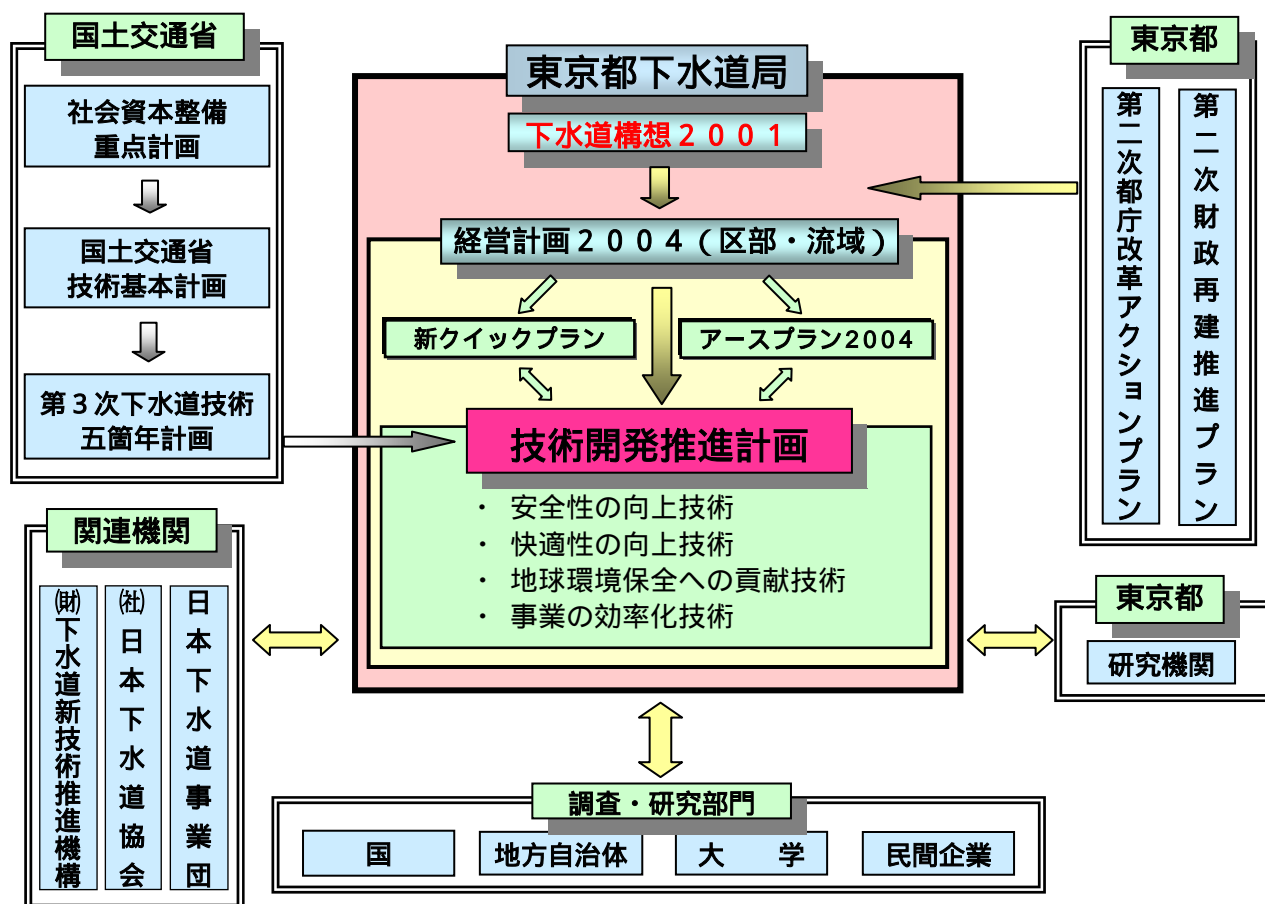 国土交通省
社会資本整備
重点計画
国土交通省
技術基本計画
第３次下水道技術
五箇年計画
東京都下水道局
下水道構想２００１
経営計画２００４（区部・流域）
新クイックプラン
アースプラン2004
技術開発推進計画
・ 安全性の向上技術
・ 快適性の向上技術
・ 地球環境保全への貢献技術
・ 事業の効率化技術
東京都
第二次都庁改革アクションプラン
第二次財政再建推進プラン
関連機関
㈶下水道新技術推進機構
㈳日本下水道協会
日本下水道事業団
東京都
研究機関
調査・研究部門
国
地方自治体
大　学
民間企業